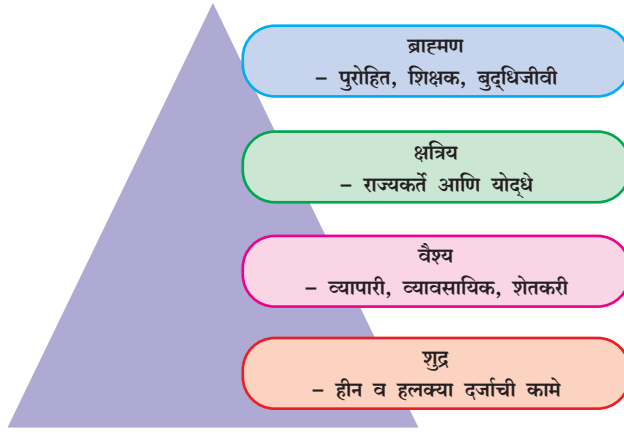 ब्राह्मण
– पुरोहित, शिक्षक, बुद्धिजीवी
क्षत्रिय
– राज्यकर्ते आणि योद्धे
वैश्य
– व्यापारी, व्यावसायिक, शेतकरी
शुद्र
– हीन व हलक्या दर्जाची कामे